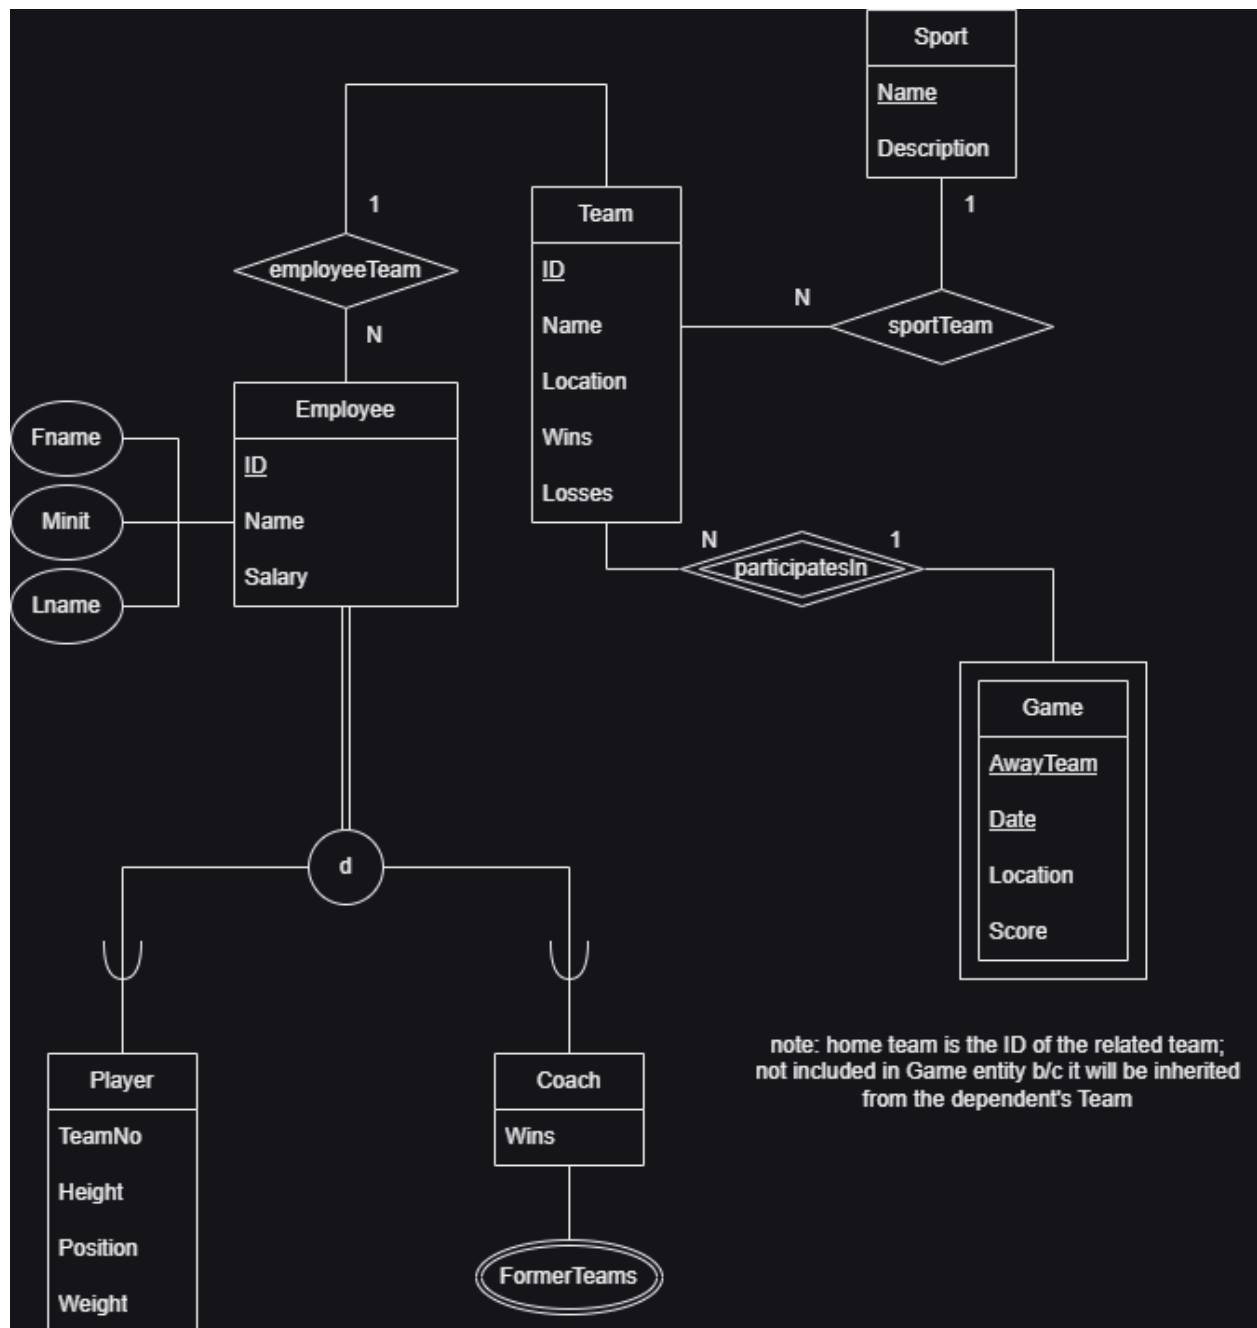 Sport
Name
Description
1
Team
ID
Name
Location
Wins
Losses
1
employeeTeam
N
N
sportTeam
Employee
ID
Name
Salary
Fname
Minit
Lname
N
1
participatesIn
Game
AwayTeam
Date
Location
Score
d
note: home team is the ID of the related team;
not included in Game entity b/c it will be inherited
from the dependent's Team
Player
TeamNo
Height
Position
Weight
Coach
Wins
FormerTeams